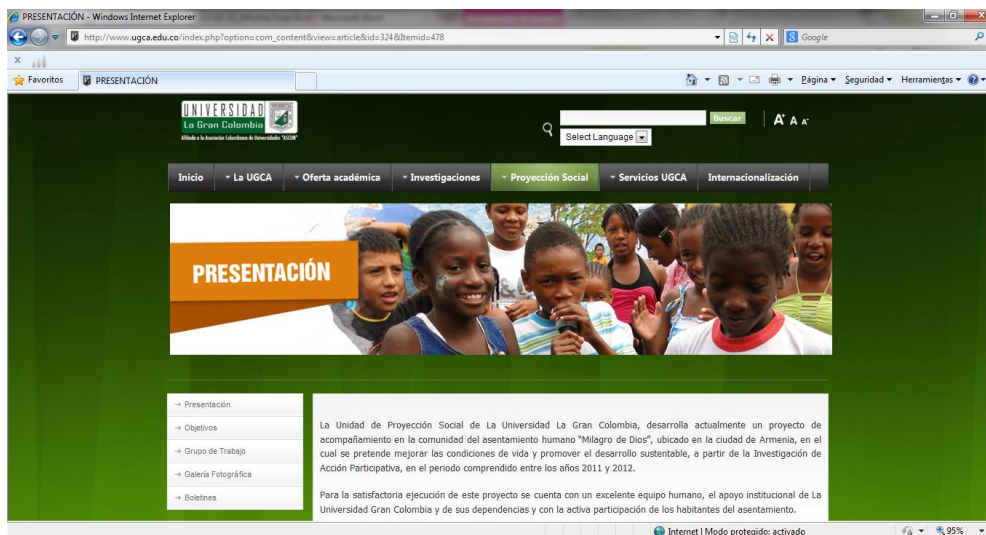 PRESENTACIÓN - Windows Internet Explorer
http://www.ugca.edu.co/index.php?option=com_content&view=article&id=324&Itemid=478
Google
x
Favoritos
PRESENTACIÓN
Página
Seguridad
Herramientas
UNIVERSIDAD
La Gran Colombia
Afiliada a la Asociación Colombiana de Universidades "ASCUN"
Buscar
A+ A A-
Select Language
Inicio
La UGCA
Oferta académica
Investigaciones
Proyección Social
Servicios UGCA
Internacionalización
PRESENTACIÓN
Presentación
Objetivos
Grupo de Trabajo
Galería Fotográfica
Boletines
La Unidad de Proyección Social de La Universidad La Gran Colombia, desarrolla actualmente un proyecto de
acompañamiento en la comunidad del asentamiento humano "Milagro de Dios", ubicado en la ciudad de Armenia, en el
cual se pretende mejorar las condiciones de vida y promover el desarrollo sustentable, a partir de la Investigación de
Acción Participativa, en el periodo comprendido entre los años 2011 y 2012.
Para la satisfactoria ejecución de este proyecto se cuenta con un excelente equipo humano, el apoyo institucional de La
Universidad Gran Colombia y de sus dependencias y con la activa participación de los habitantes del asentamiento.
Internet | Modo protegido: activado
95%